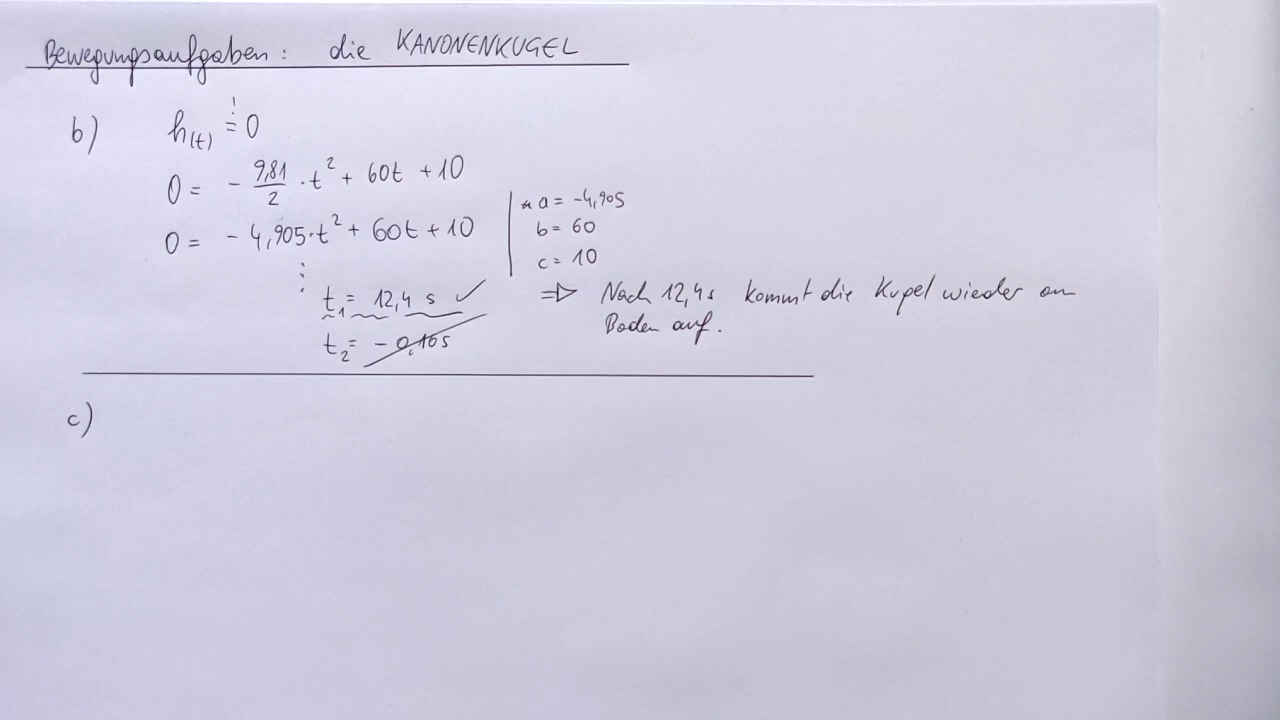 Bewegungsaufgaben: die KANONENKUGEL
b) h(t) =! 0
0 = - 9,81/2 · t² + 60t + 10
0 = - 4,905·t² + 60t + 10
a = -4,905
b = 60
c = 10
⋮
t₁ = 12,4 s ✓ ⇒ Nach 12,4s kommt die Kugel wieder am
Boden auf.
t₂ = - 0,16s
c)